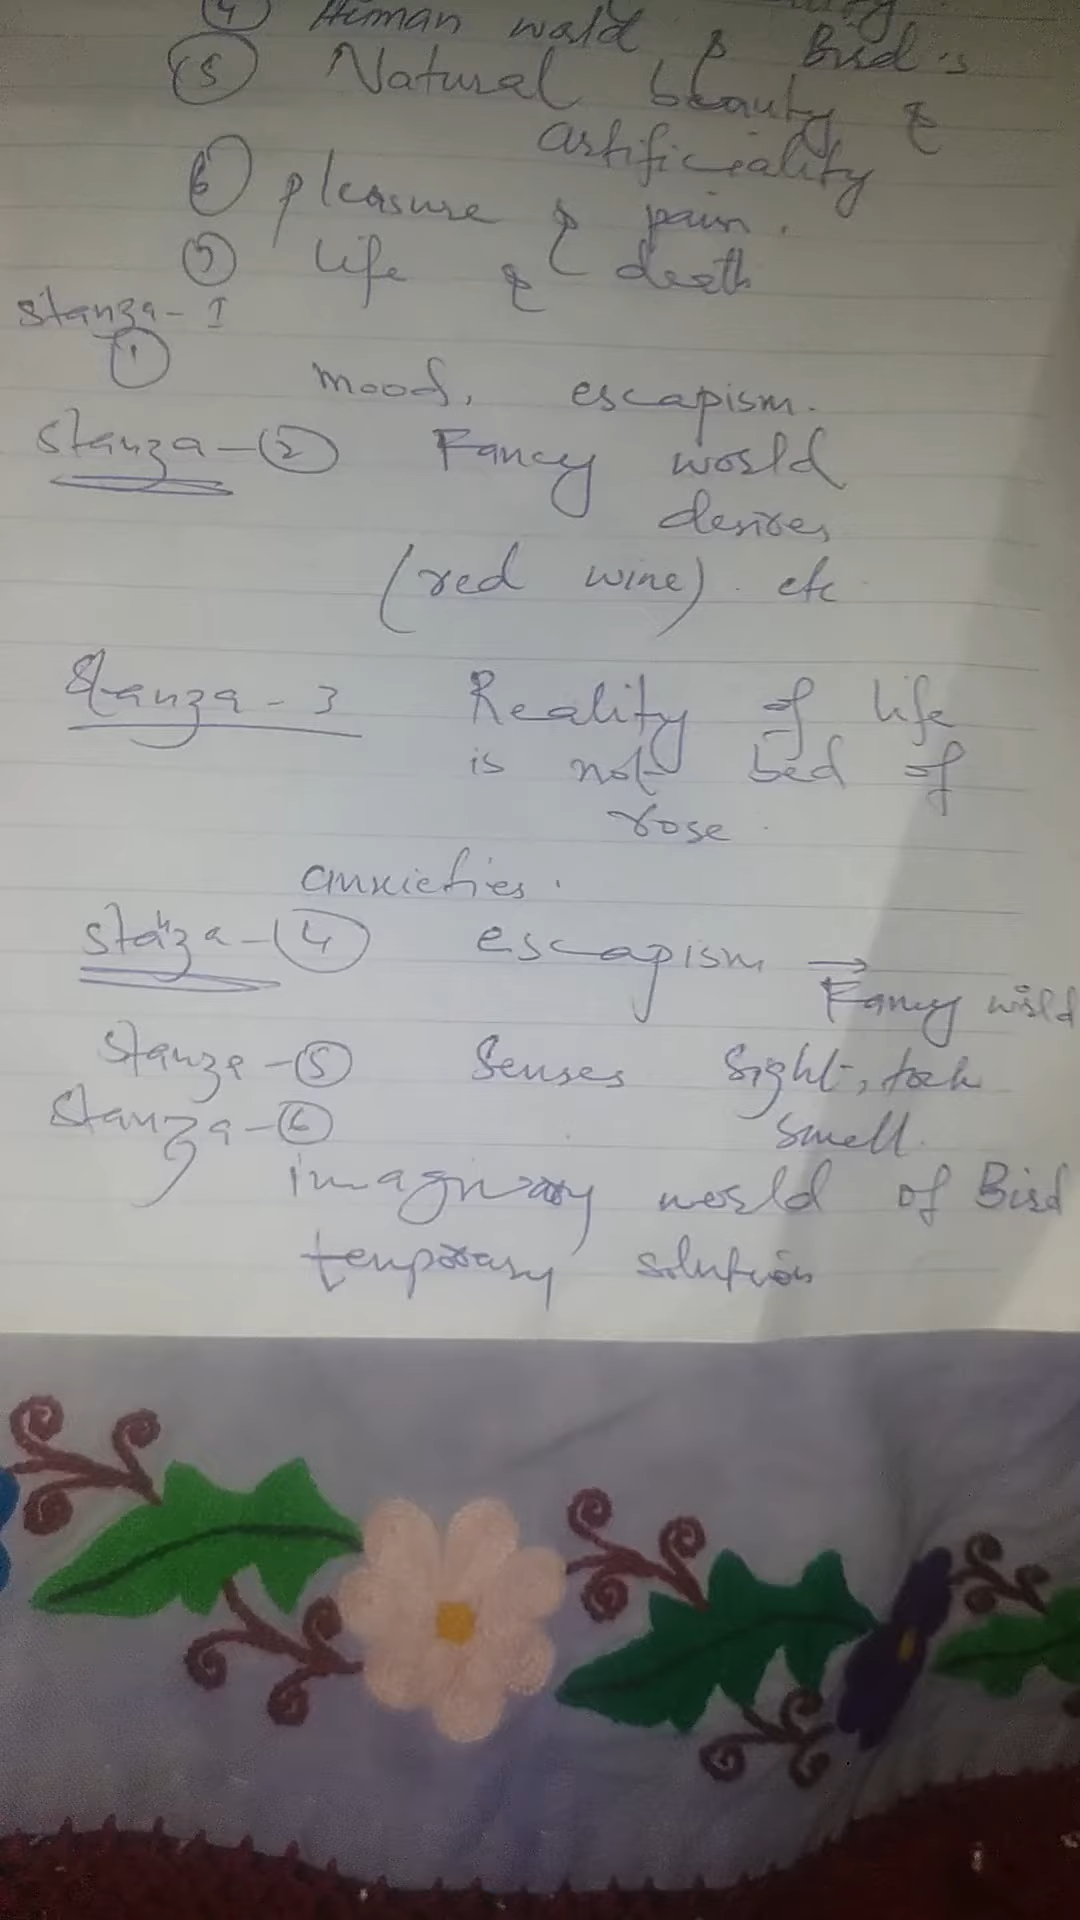 4 Human world & Bird's
5 Natural beauty &
artificiality
6 pleasure & pain.
7 life & death
Stanza - I
1 mood, escapism.
Stanza - 2 Fancy world
desires
(red wine). etc
Stanza - 3 Reality of life
is not bed of
rose.
anxieties.
Stanza - 4 escapism →
Fancy world
Stanza - 5 Senses Sight,
Stanza - 6 smell.
imaginary world of Bird
temporary solution